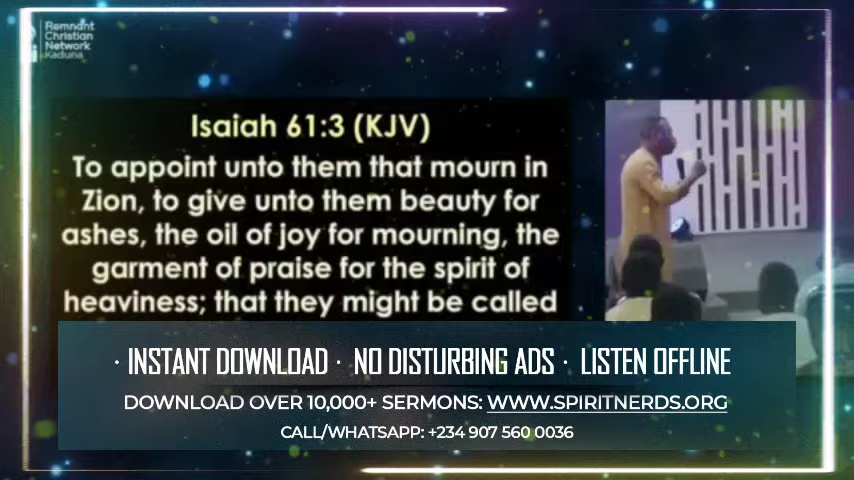 Remnant
Christian
Network
Kaduna
Isaiah 61:3 (KJV)
To appoint unto them that mourn in
Zion, to give unto them beauty for
ashes, the oil of joy for mourning, the
garment of praise for the spirit of
heaviness; that they might be called
· INSTANT DOWNLOAD · NO DISTURBING ADS · LISTEN OFFLINE
DOWNLOAD OVER 10,000+ SERMONS: WWW.SPIRITNERDS.ORG
CALL/WHATSAPP: +234 907 560 0036